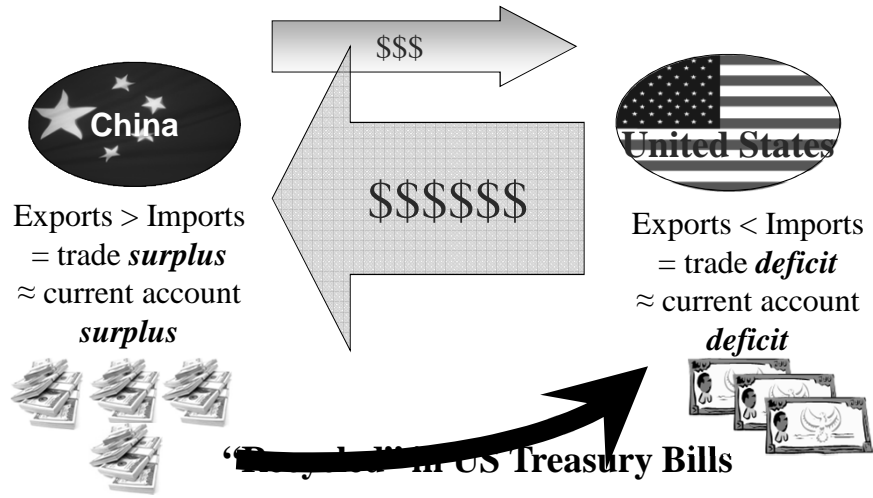 $$$
China
United States
$$$$$$
Exports > Imports
= trade surplus
≈ current account
surplus
Exports < Imports
= trade deficit
≈ current account
deficit
“Recycled” in US Treasury Bills